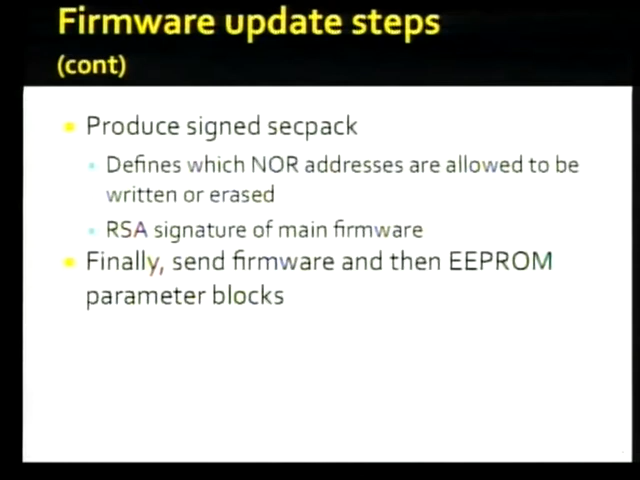 Firmware update steps
(cont)
Produce signed secpack
Defines which NOR addresses are allowed to be
written or erased
RSA signature of main firmware
Finally, send firmware and then EEPROM
parameter blocks